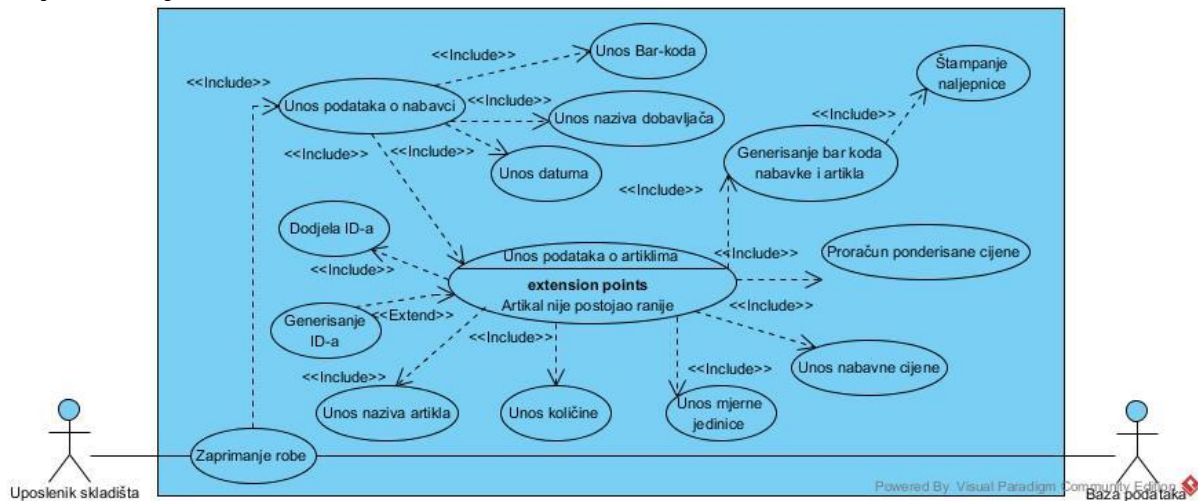 <<Include>>
Unos Bar-koda
<<Include>>
Unos podataka o nabavci
<<Include>>
Unos naziva dobavljača
<<Include>>
<<Include>>
Unos datuma
Štampanje
naljepnice
<<Include>>
Generisanje bar koda
nabavke i artikla
<<Include>>
Dodjela ID-a
<<Include>>
Unos podataka o artiklima
extension points
Artikal nije postojao ranije
<<Include>>
Proračun ponderisane cijene
Generisanje
ID-a
<<Extend>>
<<Include>>
<<Include>>
Unos nabavne cijene
<<Include>>
<<Include>>
Unos naziva artikla
Unos količine
Unos mjerne
jedinice
Zaprimanje robe
Uposlenik skladišta
Baza podataka
Powered By Visual Paradigm Community Edition